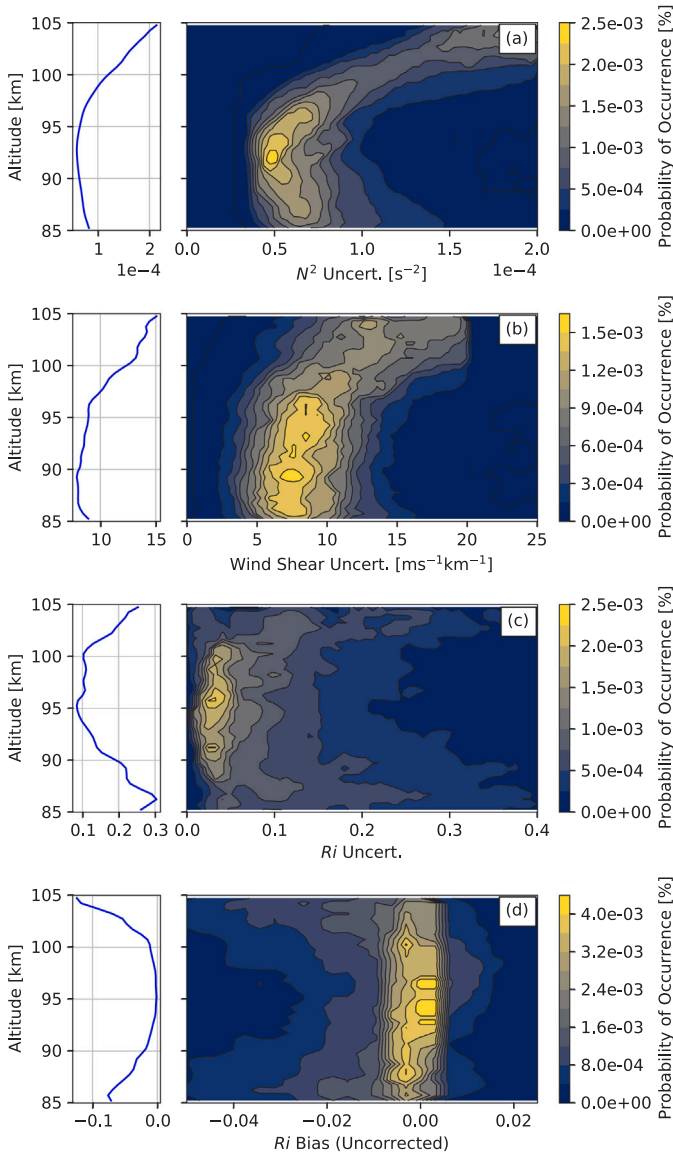 105
100
95
90
85
Altitude [km]
1
2
1e−4
(a)
0.0
0.5
1.0
1.5
2.0
1e−4
N² Uncert. [s⁻²]
2.5e-03
2.0e-03
1.5e-03
1.0e-03
5.0e-04
0.0e+00
Probability of Occurrence [%]
105
100
95
90
85
Altitude [km]
10
15
(b)
0
5
10
15
20
25
Wind Shear Uncert. [ms⁻¹km⁻¹]
1.5e-03
1.2e-03
9.0e-04
6.0e-04
3.0e-04
0.0e+00
Probability of Occurrence [%]
105
100
95
90
85
Altitude [km]
0.1
0.2
0.3
(c)
0.0
0.1
0.2
0.3
0.4
Ri Uncert.
2.5e-03
2.0e-03
1.5e-03
1.0e-03
5.0e-04
0.0e+00
Probability of Occurrence [%]
105
100
95
90
85
Altitude [km]
−0.1
0.0
(d)
−0.04
−0.02
0.00
0.02
Ri Bias (Uncorrected)
4.0e-03
3.2e-03
2.4e-03
1.6e-03
8.0e-04
0.0e+00
Probability of Occurrence [%]